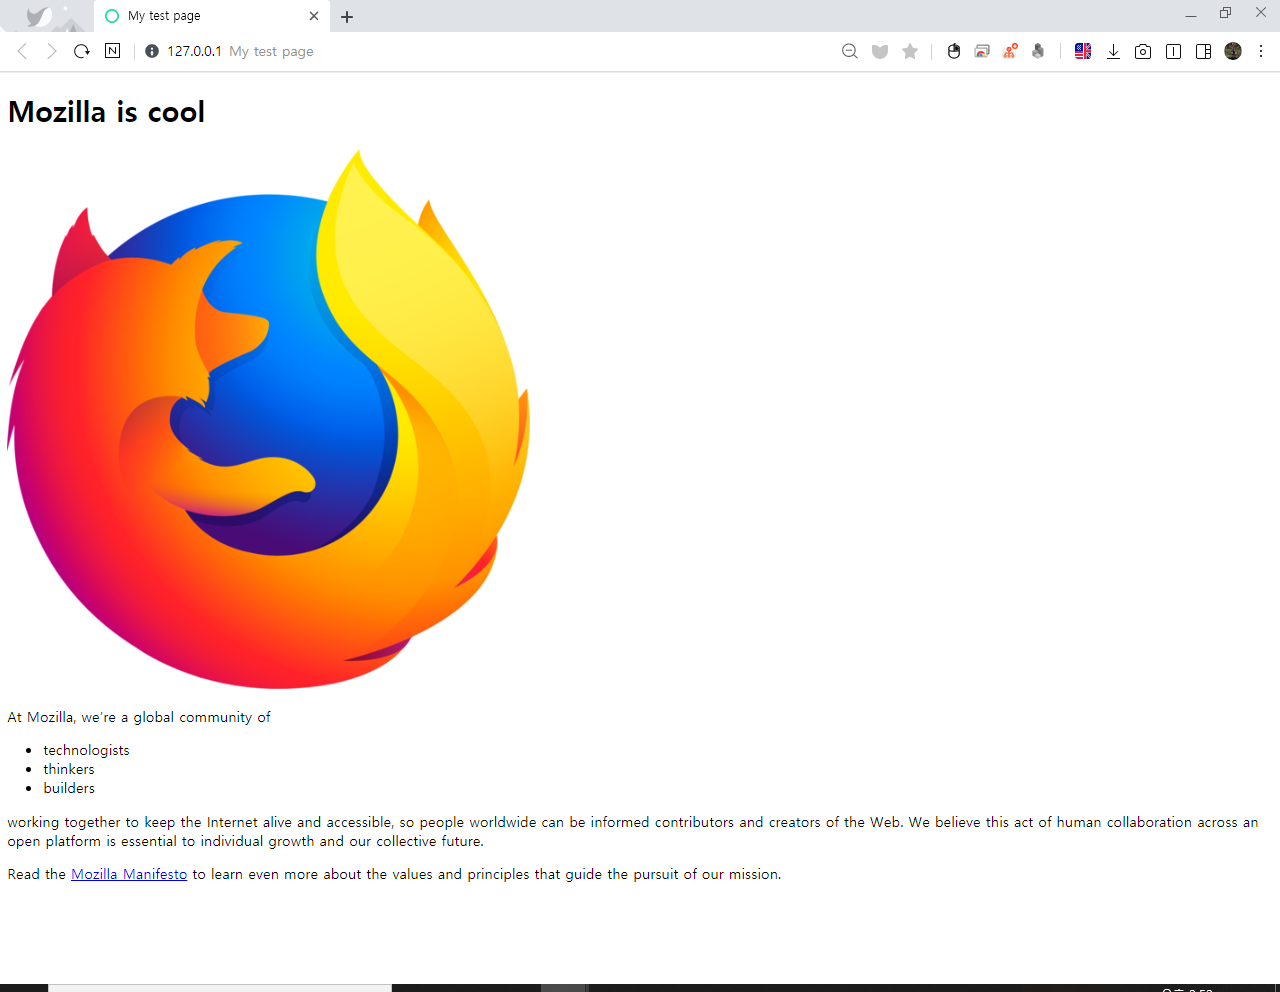 My test page
127.0.0.1 My test page
Mozilla is cool
At Mozilla, we're a global community of
technologists
thinkers
builders
working together to keep the Internet alive and accessible, so people worldwide can be informed contributors and creators of the Web. We believe this act of human collaboration across an
open platform is essential to individual growth and our collective future.
Read the Mozilla Manifesto to learn even more about the values and principles that guide the pursuit of our mission.